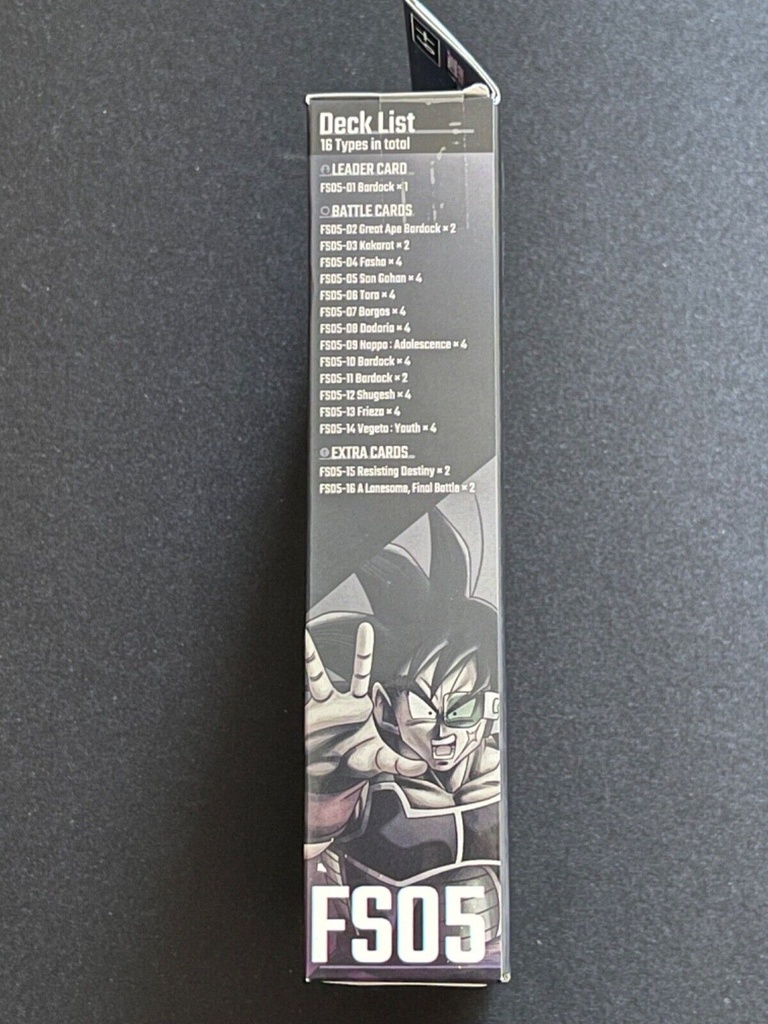 Deck List
16 Types in total
LEADER CARD
FS05-01 Bardock × 1
BATTLE CARDS
FS05-02 Great Ape Bardock × 2
FS05-03 Kakarot × 2
FS05-04 Fasha × 4
FS05-05 Son Gohan × 4
FS05-06 Tora × 4
FS05-07 Borgos × 4
FS05-08 Dodoria × 4
FS05-09 Nappa : Adolescence × 4
FS05-10 Bardock × 4
FS05-11 Bardock × 2
FS05-12 Shugesh × 4
FS05-13 Frieza × 4
FS05-14 Vegeta : Youth × 4
EXTRA CARDS
FS05-15 Resisting Destiny × 2
FS05-16 A Lonesome, Final Battle × 2
FS05